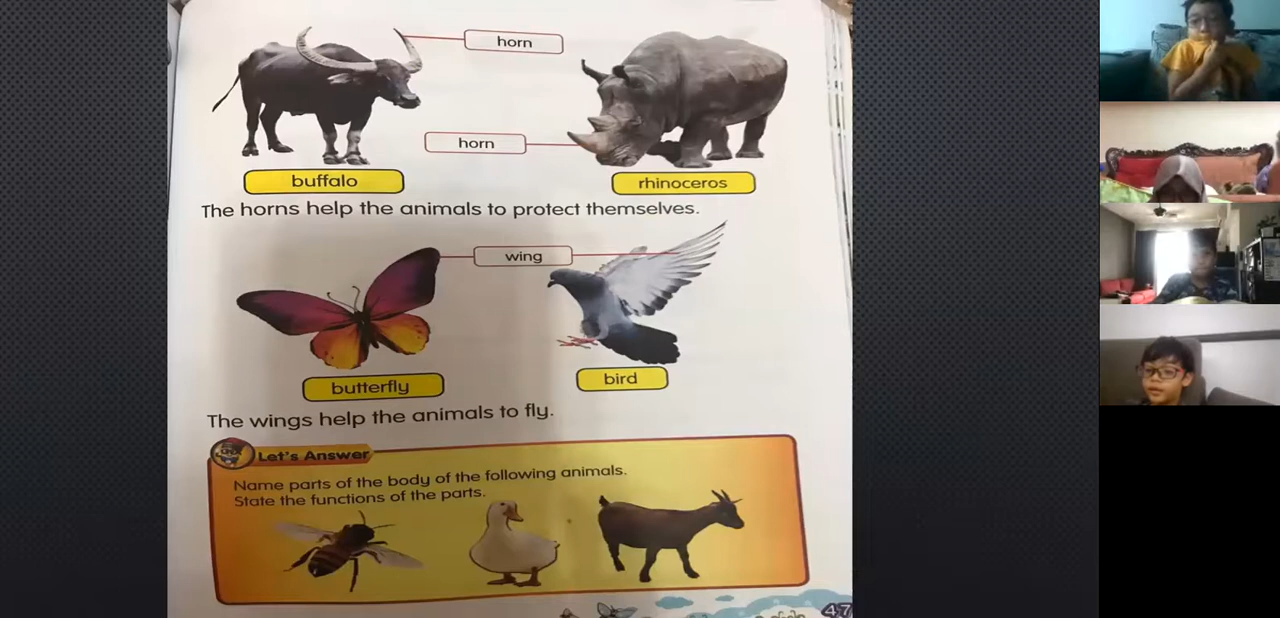 horn
horn
buffalo
rhinoceros
The horns help the animals to protect themselves.
wing
butterfly
bird
The wings help the animals to fly.
Let's Answer
Name parts of the body of the following animals.
State the functions of the parts.
47